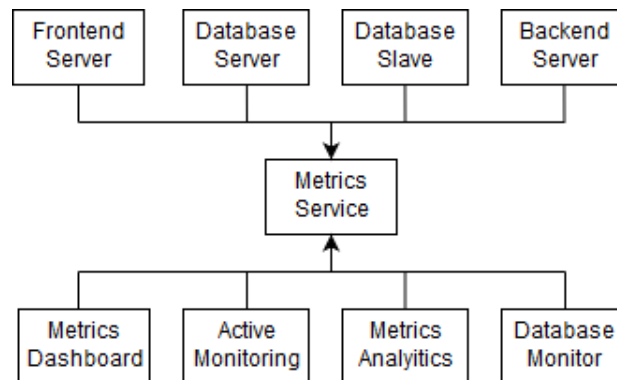 Frontend
Server
Database
Server
Database
Slave
Backend
Server
Metrics
Service
Metrics
Dashboard
Active
Monitoring
Metrics
Analyitics
Database
Monitor